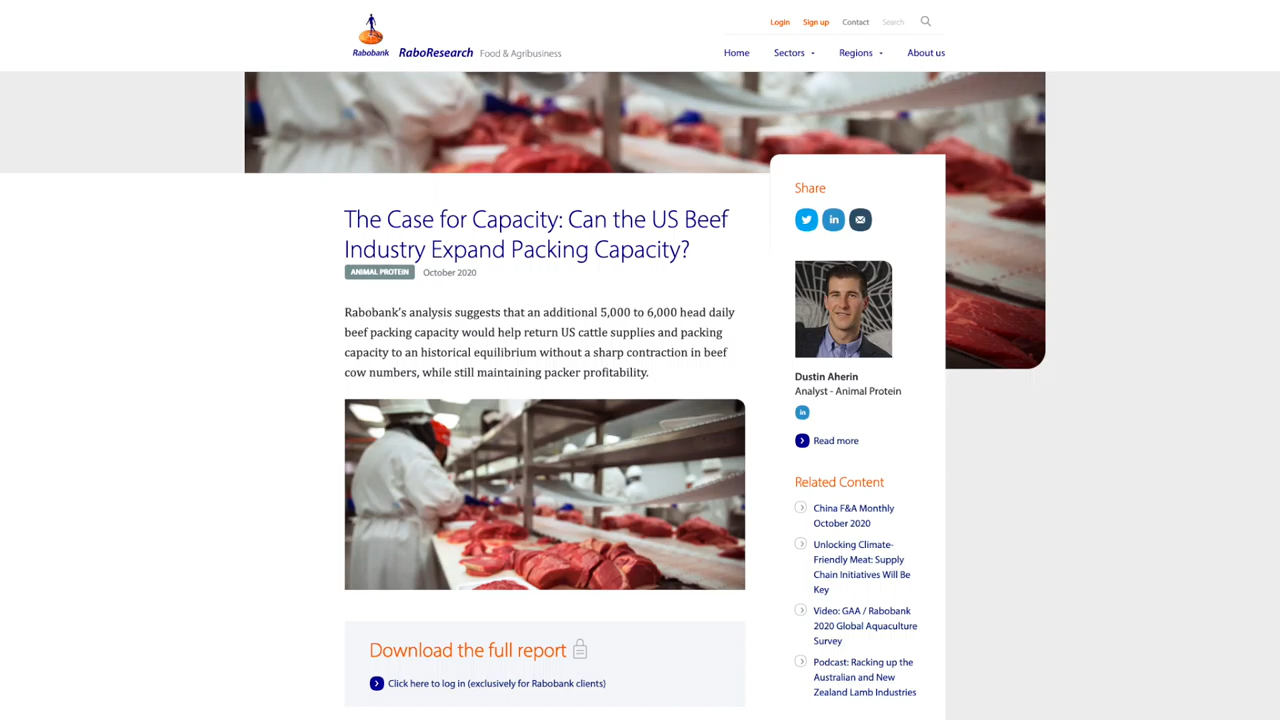 Login Sign up Contact Search
Rabobank RaboResearch Food & Agribusiness
Home Sectors Regions About us
The Case for Capacity: Can the US Beef
Industry Expand Packing Capacity?
ANIMAL PROTEIN October 2020
Rabobank's analysis suggests that an additional 5,000 to 6,000 head daily
beef packing capacity would help return US cattle supplies and packing
capacity to an historical equilibrium without a sharp contraction in beef
cow numbers, while still maintaining packer profitability.
Download the full report
Click here to log in (exclusively for Rabobank clients)
Share
in
Dustin Aherin
Analyst - Animal Protein
in
Read more
Related Content
China F&A Monthly
October 2020
Unlocking Climate-
Friendly Meat: Supply
Chain Initiatives Will Be
Key
Video: GAA / Rabobank
2020 Global Aquaculture
Survey
Podcast: Racking up the
Australian and New
Zealand Lamb Industries